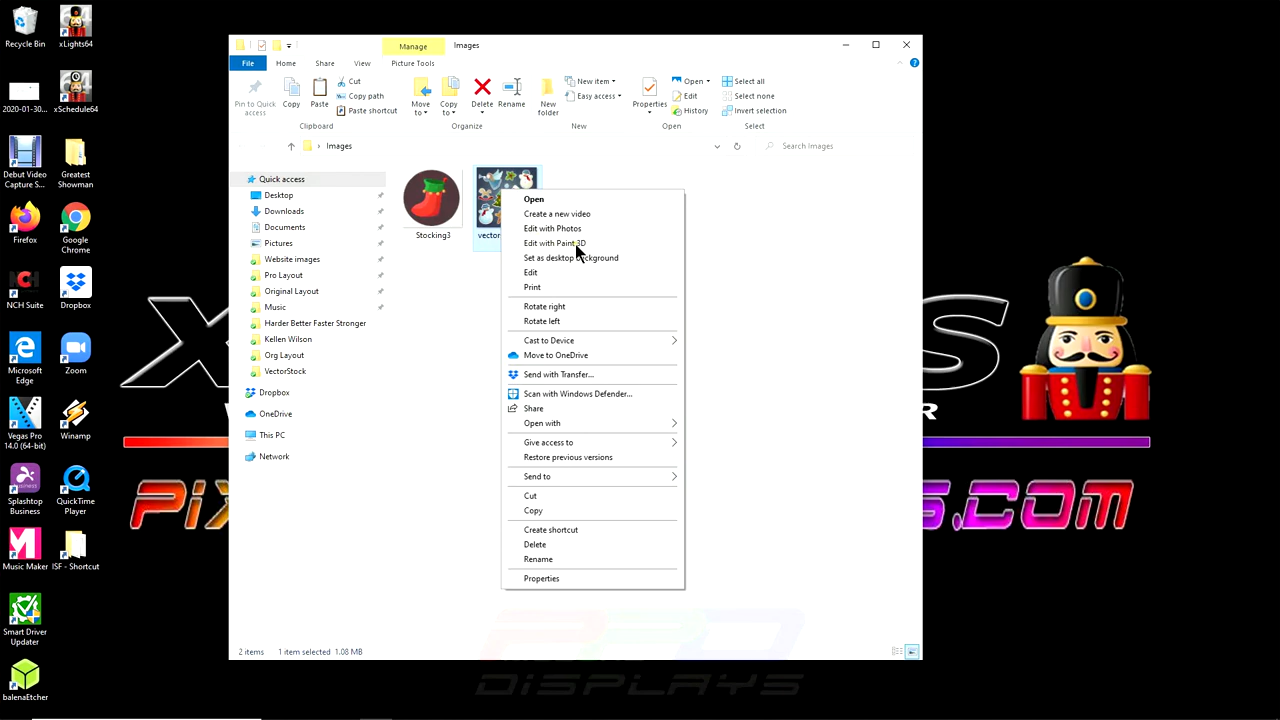 Recycle Bin
xLights64
2020-01-30...
xSchedule64
Debut Video
Capture S...
Greatest
Showman
Firefox
Google
Chrome
NCH Suite
Dropbox
Microsoft
Edge
Zoom
Vegas Pro
14.0 (64-bit)
Winamp
Splashtop
Business
QuickTime
Player
Music Maker
ISF - Shortcut
Smart Driver
Updater
balenaEtcher
Manage
Images
File
Home
Share
View
Picture Tools
Pin to Quick
access
Copy
Paste
Cut
Copy path
Paste shortcut
Clipboard
Move
to
Copy
to
Delete
Rename
Organize
New
folder
New item
Easy access
New
Properties
Open
Edit
History
Open
Select all
Select none
Invert selection
Select
Images
Search Images
Quick access
Desktop
Downloads
Documents
Pictures
Website images
Pro Layout
Original Layout
Music
Harder Better Faster Stronger
Kellen Wilson
Org Layout
VectorStock
Dropbox
OneDrive
This PC
Network
Stocking3
Open
Create a new video
Edit with Photos
Edit with Paint 3D
Set as desktop background
Edit
Print
Rotate right
Rotate left
Cast to Device
Move to OneDrive
Send with Transfer...
Scan with Windows Defender...
Share
Open with
Give access to
Restore previous versions
Send to
Cut
Copy
Create shortcut
Delete
Rename
Properties
2 items
1 item selected 1.08 MB
DISPLAYS